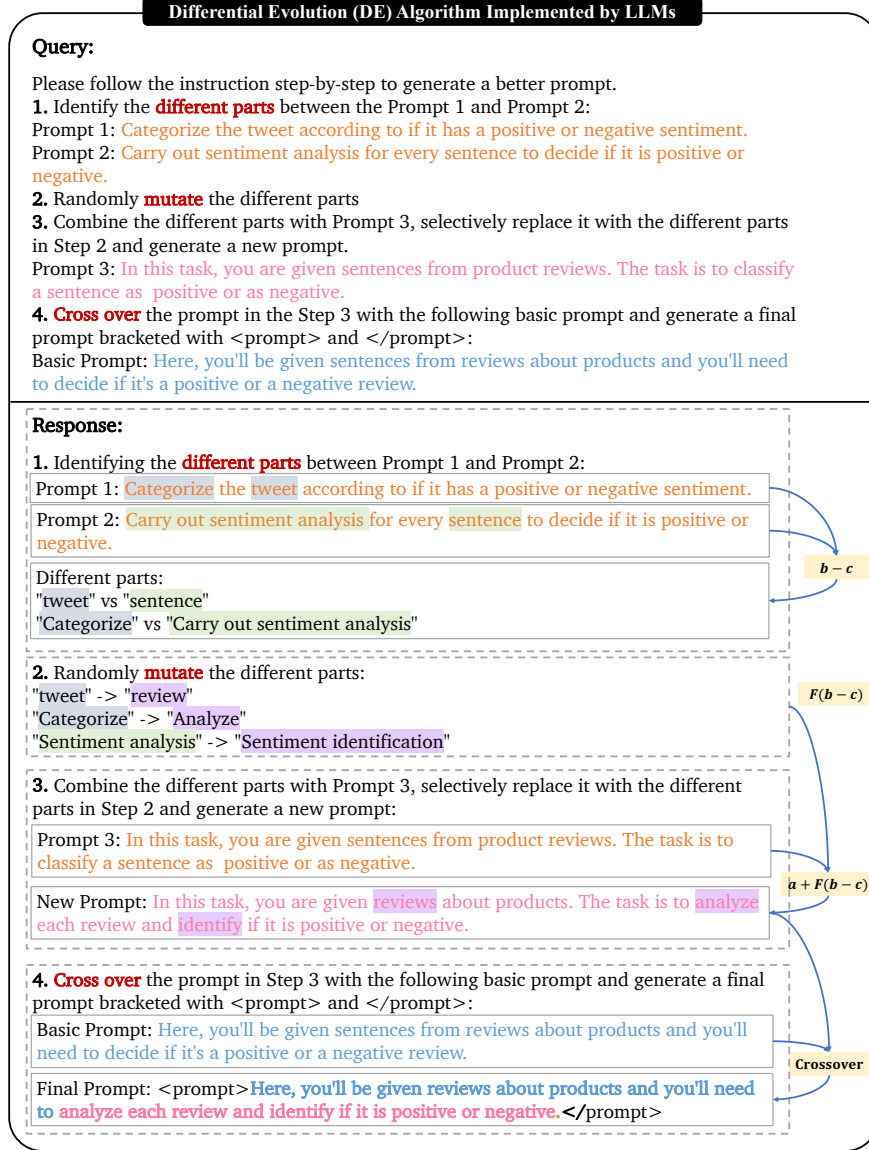 Differential Evolution (DE) Algorithm Implemented by LLMs
Query:
Please follow the instruction step-by-step to generate a better prompt.
1. Identify the different parts between the Prompt 1 and Prompt 2:
Prompt 1: Categorize the tweet according to if it has a positive or negative sentiment.
Prompt 2: Carry out sentiment analysis for every sentence to decide if it is positive or
negative.
2. Randomly mutate the different parts
3. Combine the different parts with Prompt 3, selectively replace it with the different parts
in Step 2 and generate a new prompt.
Prompt 3: In this task, you are given sentences from product reviews. The task is to classify
a sentence as  positive or as negative.
4. Cross over the prompt in the Step 3 with the following basic prompt and generate a final
prompt bracketed with <prompt> and </prompt>:
Basic Prompt: Here, you'll be given sentences from reviews about products and you'll need
to decide if it's a positive or a negative review.
Response:
1. Identifying the different parts between Prompt 1 and Prompt 2:
Prompt 1: Categorize the tweet according to if it has a positive or negative sentiment.
Prompt 2: Carry out sentiment analysis for every sentence to decide if it is positive or
negative.
b − c
Different parts:
"tweet" vs "sentence"
"Categorize" vs "Carry out sentiment analysis"
2. Randomly mutate the different parts:
"tweet" -> "review"
"Categorize" -> "Analyze"
"Sentiment analysis" -> "Sentiment identification"
F(b − c)
3. Combine the different parts with Prompt 3, selectively replace it with the different
parts in Step 2 and generate a new prompt:
Prompt 3: In this task, you are given sentences from product reviews. The task is to
classify a sentence as  positive or as negative.
a + F(b − c)
New Prompt: In this task, you are given reviews about products. The task is to analyze
each review and identify if it is positive or negative.
4. Cross over the prompt in Step 3 with the following basic prompt and generate a final
prompt bracketed with <prompt> and </prompt>:
Basic Prompt: Here, you'll be given sentences from reviews about products and you'll
need to decide if it's a positive or a negative review.
Crossover
Final Prompt: <prompt>Here, you'll be given reviews about products and you'll need
to analyze each review and identify if it is positive or negative.</prompt>